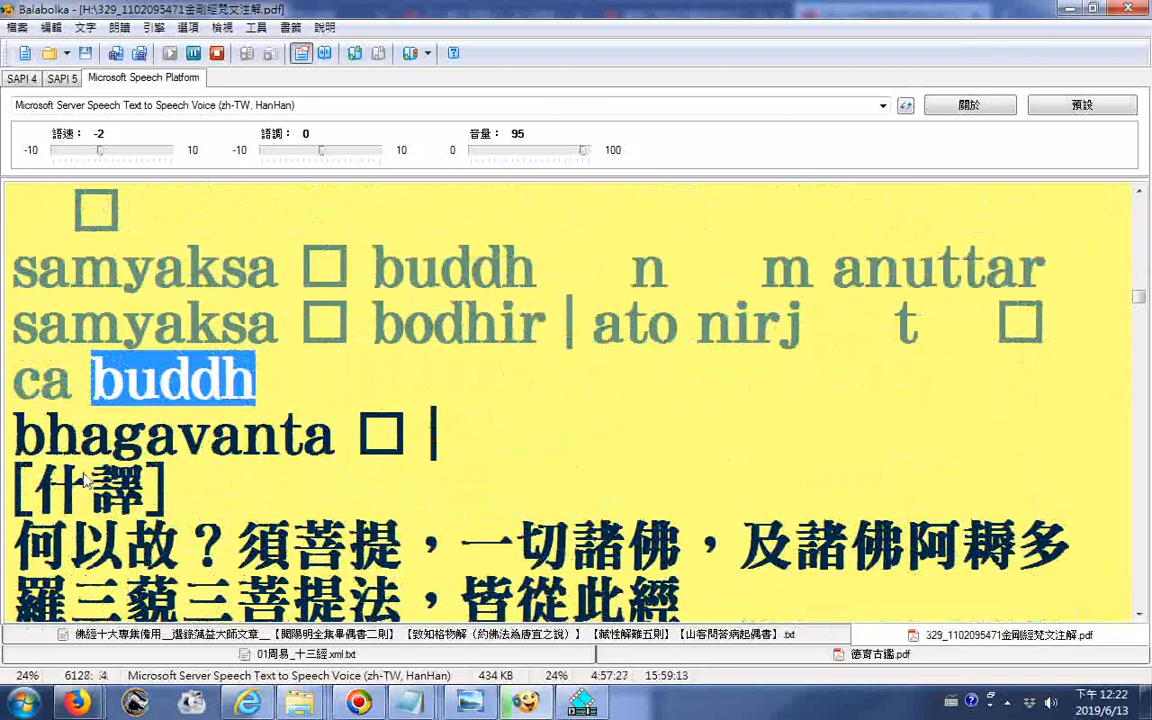 Balabolka - [H:\329_1102095471金剛經梵文注解.pdf]
檔案 編輯 文字 朗讀 引擎 選項 檢視 工具 書籤 說明
SAPI 4 SAPI 5 Microsoft Speech Platform
Microsoft Server Speech Text to Speech Voice (zh-TW, HanHan) 關於 預設
語速： -2 語調： 0 音量： 95
-10 10 -10 10 0 100
□
samyaksa □ buddh n m anuttar
samyaksa □ bodhir | ato nirj t □
ca buddh
bhagavanta □ |
[什譯]
何以故？須菩提，一切諸佛，及諸佛阿耨多
羅三藐三菩提法，皆從此經
329_1102095471金剛經梵文注解.pdf
01周易_十三經.xml.txt 德育古鑑.pdf
24% Microsoft Server Speech Text to Speech Voice (zh-TW, HanHan) 434 KB 24% 4:57:27 15:59:13
下午 12:22
2019/6/13